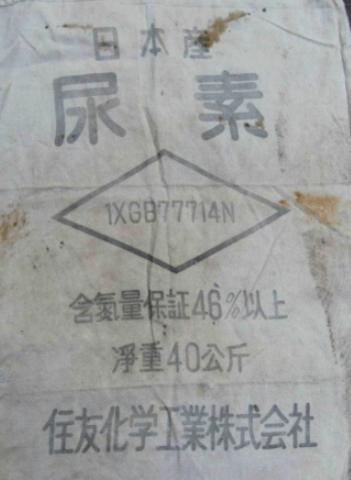 日本産
尿素
1XGB77714N
含氮量保証46%以上
淨重40公斤
住友化学工業株式会社